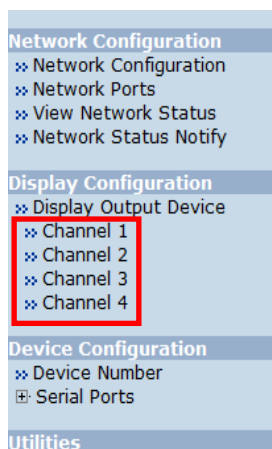 Network Configuration
» Network Configuration
» Network Ports
» View Network Status
» Network Status Notify
Display Configuration
» Display Output Device
» Channel 1
» Channel 2
» Channel 3
» Channel 4
Device Configuration
» Device Number
Serial Ports
Utilities